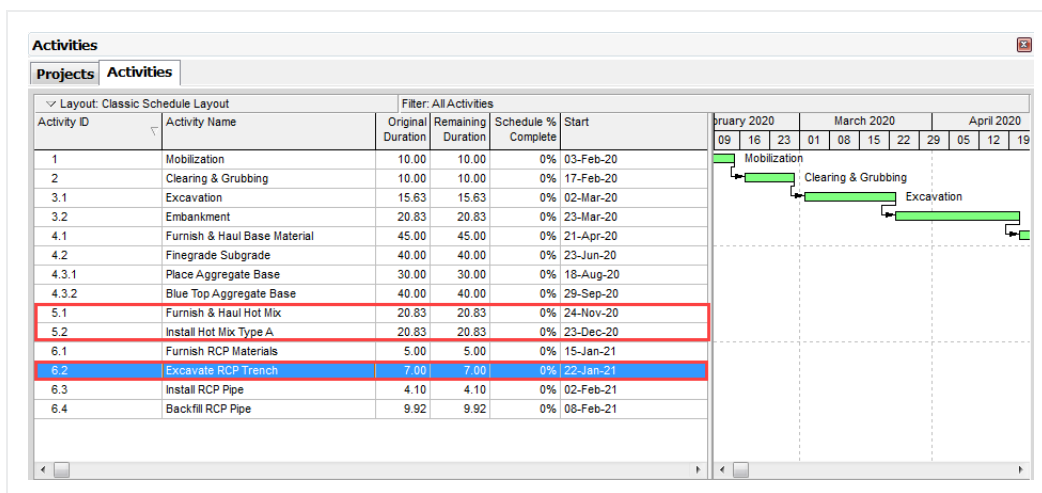 Activities
Projects Activities
Layout: Classic Schedule Layout Filter: All Activities
Activity ID Activity Name Original Duration Remaining Duration Schedule % Complete Start
1 Mobilization 10.00 10.00 0% 03-Feb-20
2 Clearing & Grubbing 10.00 10.00 0% 17-Feb-20
3.1 Excavation 15.63 15.63 0% 02-Mar-20
3.2 Embankment 20.83 20.83 0% 23-Mar-20
4.1 Furnish & Haul Base Material 45.00 45.00 0% 21-Apr-20
4.2 Finegrade Subgrade 40.00 40.00 0% 23-Jun-20
4.3.1 Place Aggregate Base 30.00 30.00 0% 18-Aug-20
4.3.2 Blue Top Aggregate Base 40.00 40.00 0% 29-Sep-20
5.1 Furnish & Haul Hot Mix 20.83 20.83 0% 24-Nov-20
5.2 Install Hot Mix Type A 20.83 20.83 0% 23-Dec-20
6.1 Furnish RCP Materials 5.00 5.00 0% 15-Jan-21
6.2 Excavate RCP Trench 7.00 7.00 0% 22-Jan-21
6.3 Install RCP Pipe 4.10 4.10 0% 02-Feb-21
6.4 Backfill RCP Pipe 9.92 9.92 0% 08-Feb-21
bruary 2020 March 2020 April 2020
09 16 23 01 08 15 22 29 05 12 19
Mobilization
Clearing & Grubbing
Excavation